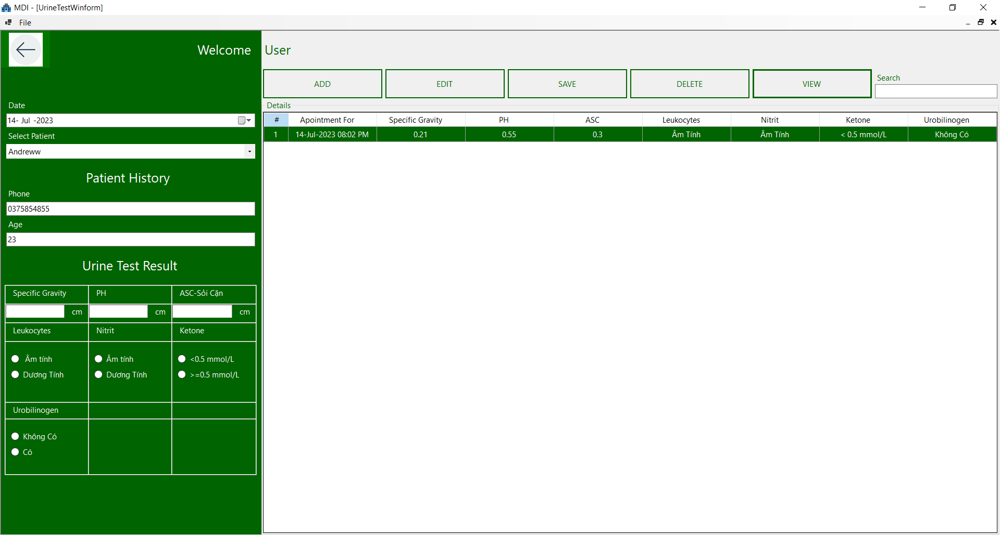 MDI - [UrineTestWinform]
File
Welcome
Date
14- Jul -2023
Select Patient
Andreww
Patient History
Phone
0375854855
Age
23
Urine Test Result
Specific Gravity PH ASC-Sỏi Cặn
cm cm cm
Leukocytes Nitrit Ketone
Âm tính Âm tính <0.5 mmol/L
Dương Tính Dương Tính >=0.5 mmol/L
Urobilinogen
Không Có
Có
User
ADD EDIT SAVE DELETE VIEW
Search
Details
# Apointment For Specific Gravity PH ASC Leukocytes Nitrit Ketone Urobilinogen
1 14-Jul-2023 08:02 PM 0.21 0.55 0.3 Âm Tính Âm Tính < 0.5 mmol/L Không Có